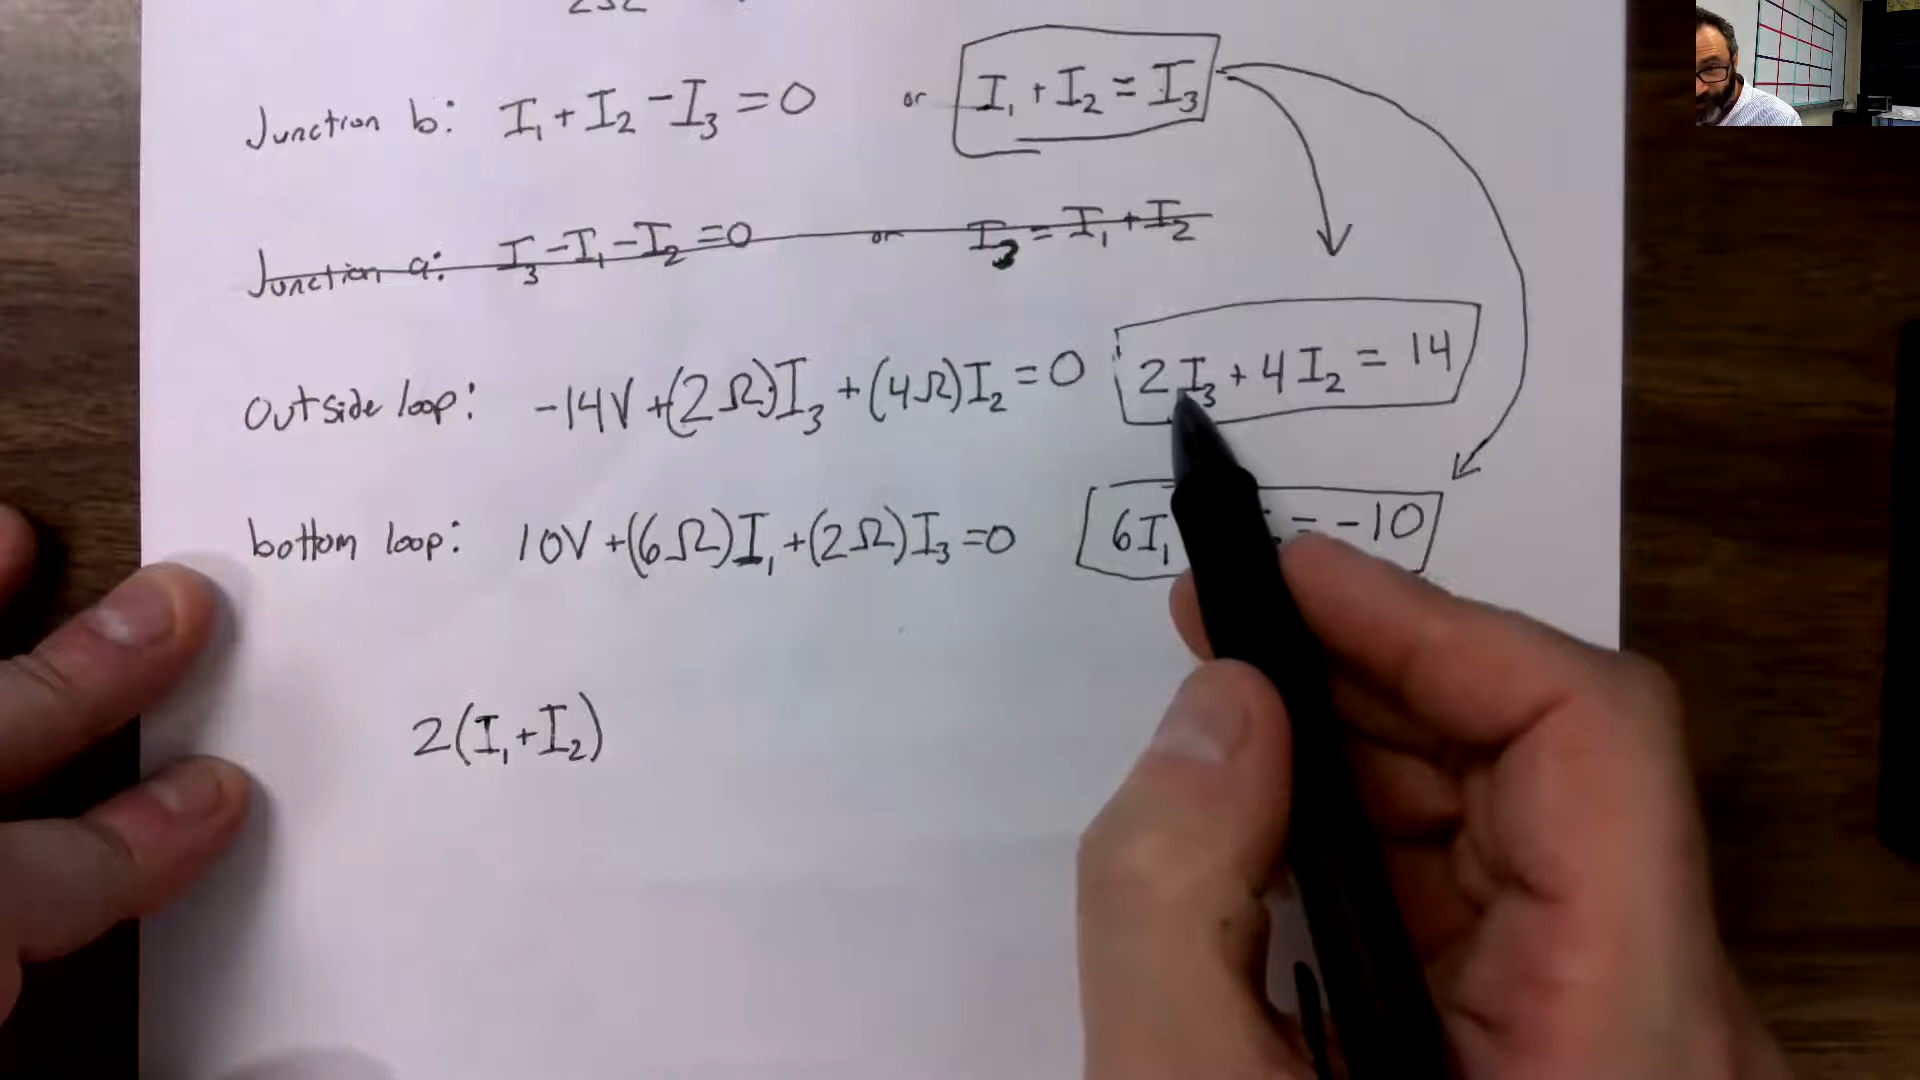 Junction b: I₁ + I₂ - I₃ = 0 or I₁ + I₂ = I₃
Junction a: I₃ - I₁ - I₂ = 0 or I₃ = I₁ + I₂
Outside loop: -14V + (2Ω)I₃ + (4Ω)I₂ = 0 2I₃ + 4I₂ = 14
bottom loop: 10V + (6Ω)I₁ + (2Ω)I₃ = 0 6I₁ = -10
2(I₁ + I₂)